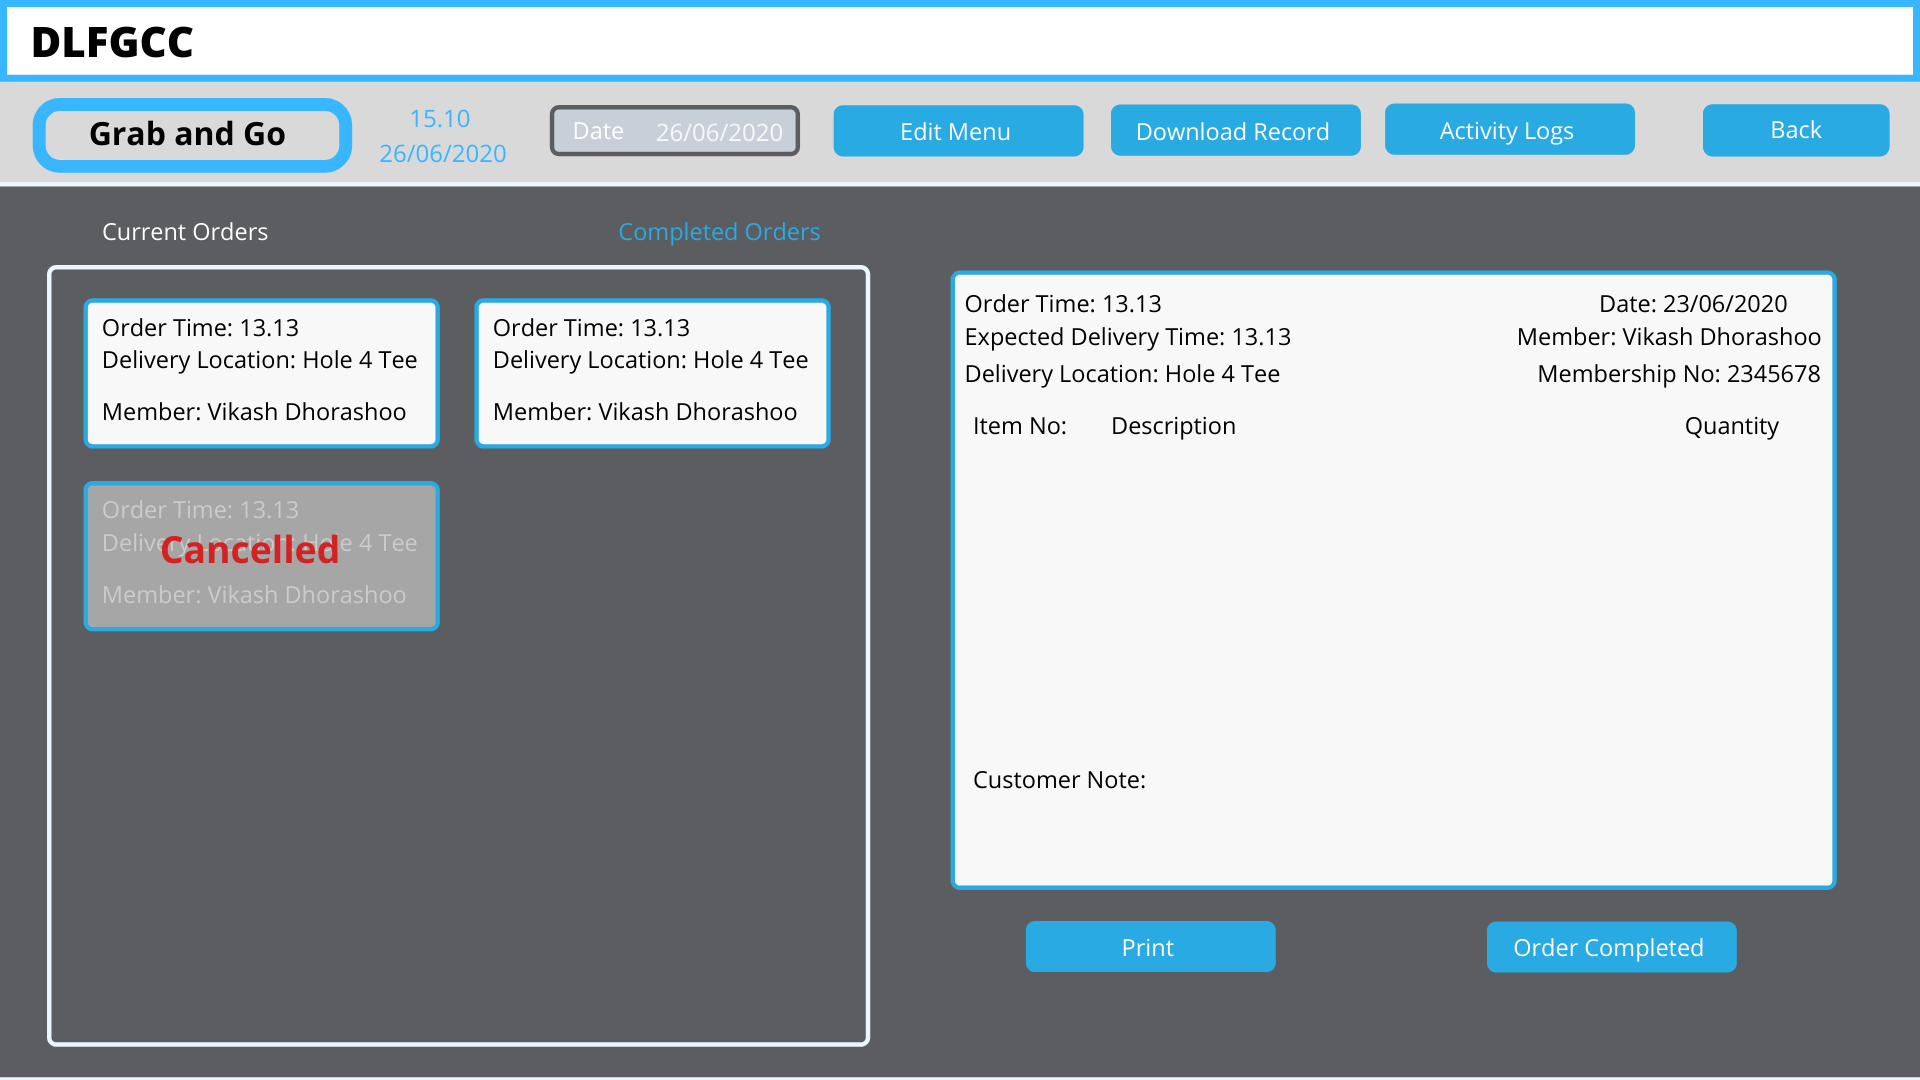 DLFGCC
Grab and Go
15.10
26/06/2020
Date 26/06/2020
Edit Menu
Download Record
Activity Logs
Back
Current Orders
Completed Orders
Order Time: 13.13
Delivery Location: Hole 4 Tee
Member: Vikash Dhorashoo
Order Time: 13.13
Delivery Location: Hole 4 Tee
Member: Vikash Dhorashoo
Order Time: 13.13
Delivery Location: Hole 4 Tee
Cancelled
Member: Vikash Dhorashoo
Order Time: 13.13
Date: 23/06/2020
Expected Delivery Time: 13.13
Member: Vikash Dhorashoo
Delivery Location: Hole 4 Tee
Membership No: 2345678
Item No: Description Quantity
Customer Note:
Print
Order Completed